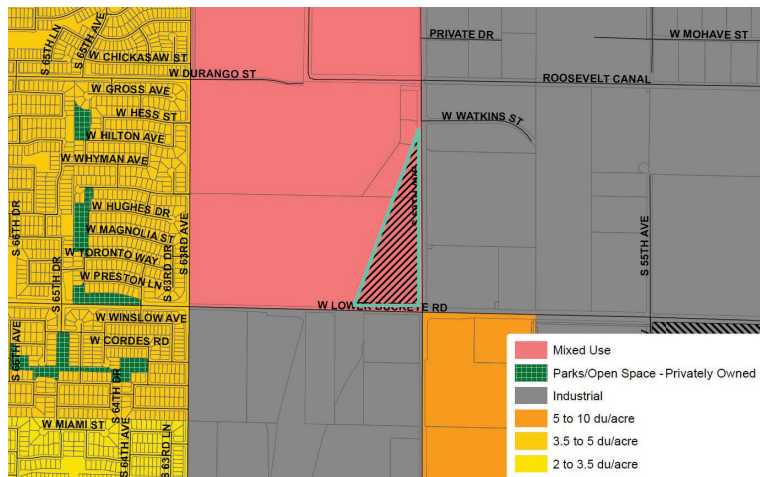 S 65TH LN
S 65TH AVE
W CHICKASAW ST
W DURANGO ST
PRIVATE DR
W MOHAVE ST
ROOSEVELT CANAL
W GROSS AVE
W HESS ST
W HILTON AVE
W WATKINS ST
W WHYMAN AVE
S 66TH DR
W HUGHES DR
W MAGNOLIA ST
W TORONTO WAY
W PRESTON LN
S 65TH DR
S 63RD DR
S 63RD AVE
S 55TH AVE
W LOWER BUCKEYE RD
W WINSLOW AVE
W CORDES RD
S 66TH AVE
S 64TH DR
W MIAMI ST
S 64TH AVE
S 63RD LN
Mixed Use
Parks/Open Space - Privately Owned
Industrial
5 to 10 du/acre
3.5 to 5 du/acre
2 to 3.5 du/acre